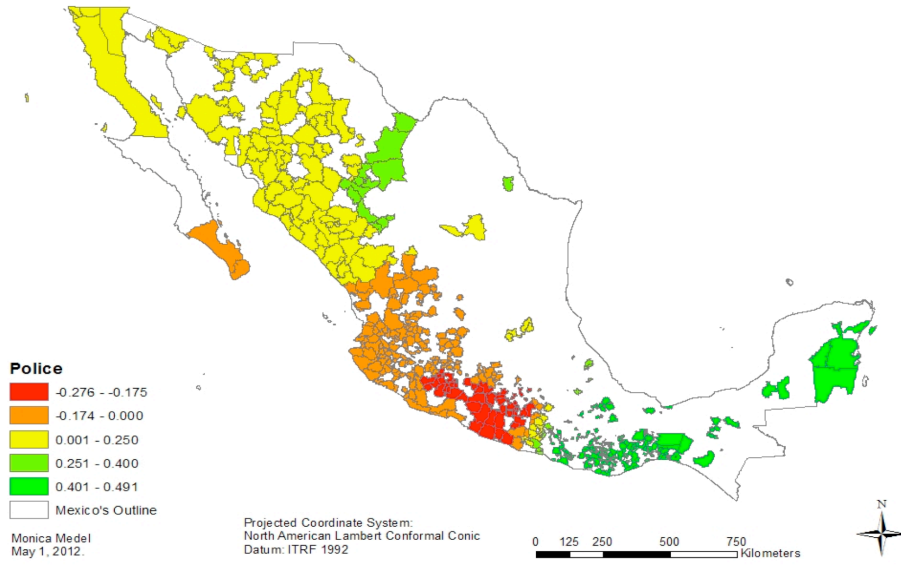 Police
-0.276 - -0.175
-0.174 - 0.000
0.001 - 0.250
0.251 - 0.400
0.401 - 0.491
Mexico's Outline
Monica Medel
May 1, 2012.
Projected Coordinate System:
North American Lambert Conformal Conic
Datum: ITRF 1992
0 125 250 500 750
Kilometers
N